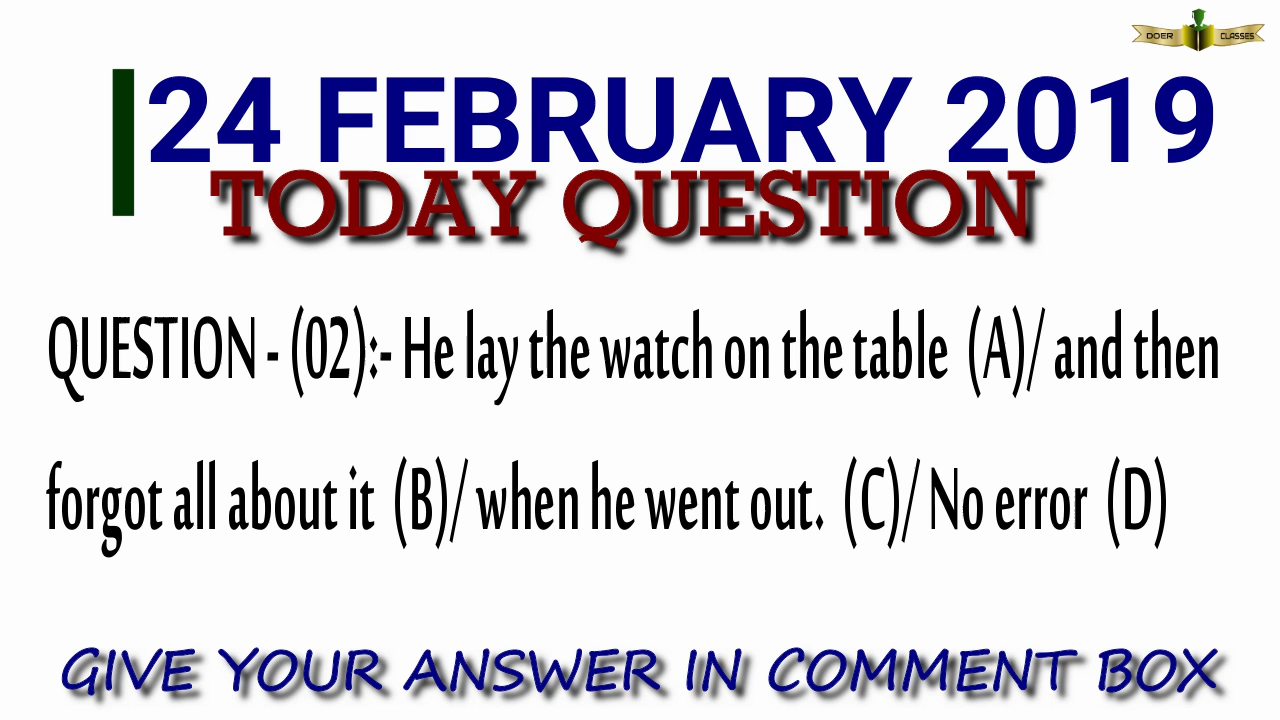 DOER CLASSES
24 FEBRUARY 2019
TODAY QUESTION
QUESTION - (02):- He lay the watch on the table (A)/ and then
forgot all about it (B)/ when he went out. (C)/ No error (D)
GIVE YOUR ANSWER IN COMMENT BOX